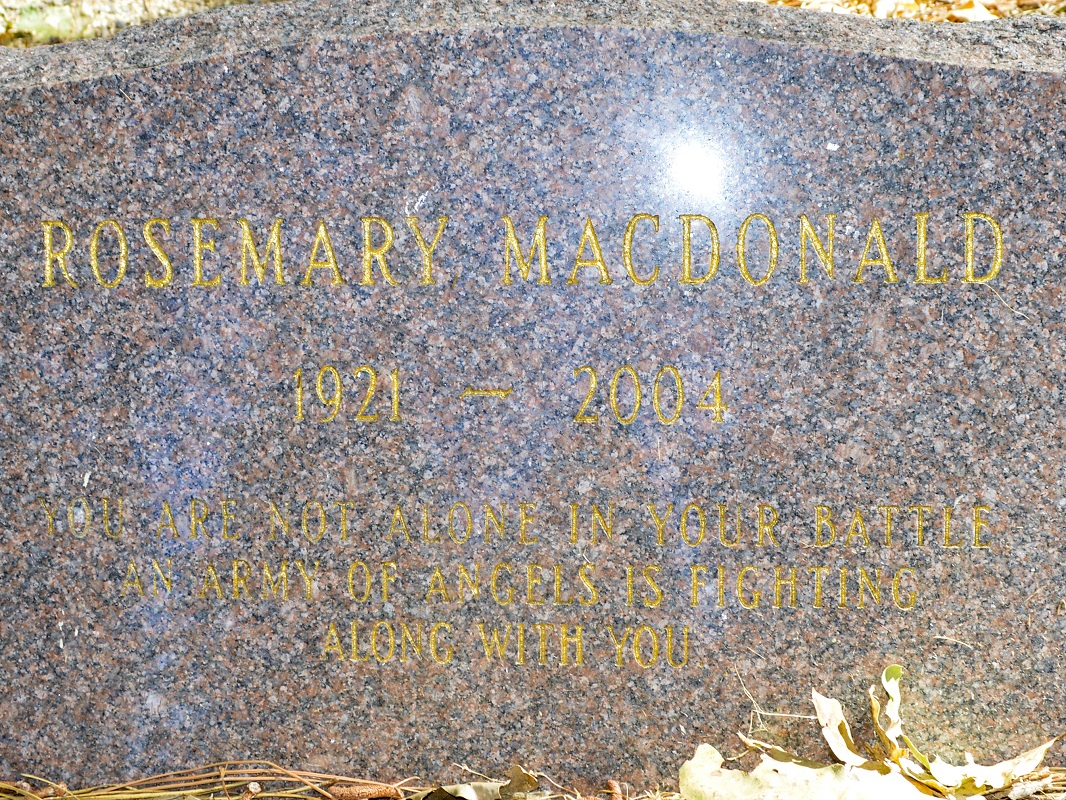 ROSEMARY MACDONALD
1921 – 2004
YOU ARE NOT ALONE IN YOUR BATTLE
AN ARMY OF ANGELS IS FIGHTING
ALONG WITH YOU